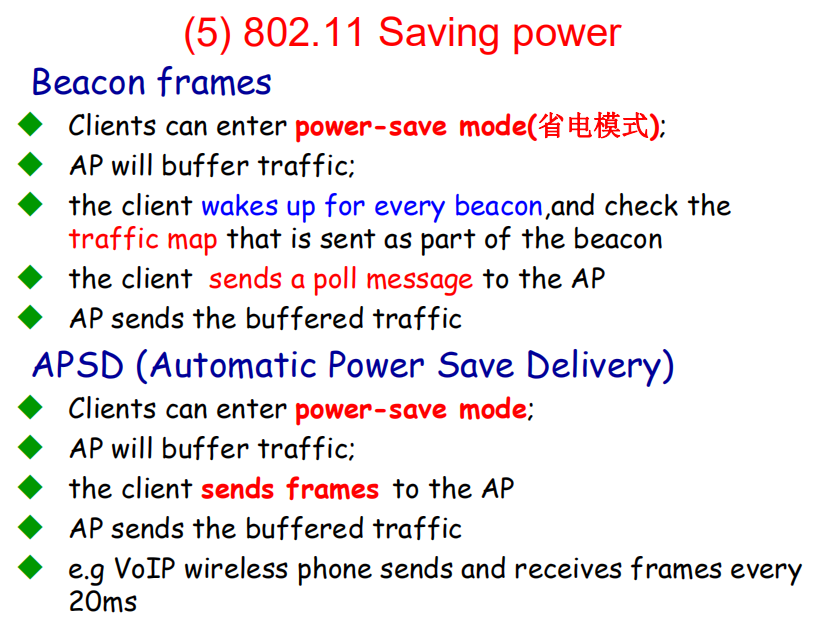 (5) 802.11 Saving power
Beacon frames
Clients can enter power-save mode(省电模式);
AP will buffer traffic;
the client wakes up for every beacon,and check the
traffic map that is sent as part of the beacon
the client sends a poll message to the AP
AP sends the buffered traffic
APSD (Automatic Power Save Delivery)
Clients can enter power-save mode;
AP will buffer traffic;
the client sends frames to the AP
AP sends the buffered traffic
e.g VoIP wireless phone sends and receives frames every
20ms